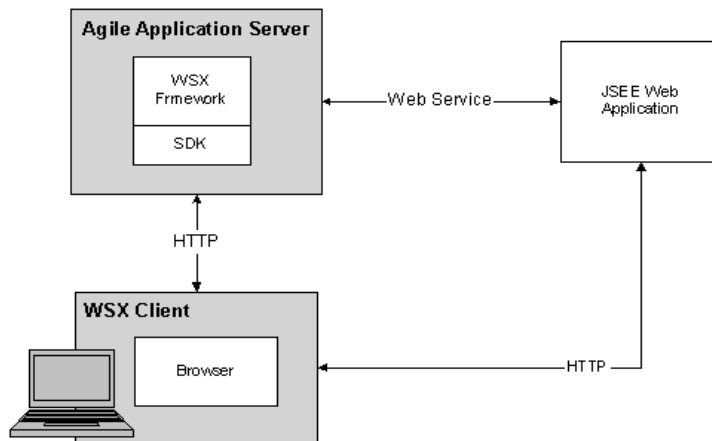 Agile Application Server
WSX
Frmework
SDK
Web Service
JSEE Web
Application
HTTP
WSX Client
Browser
HTTP